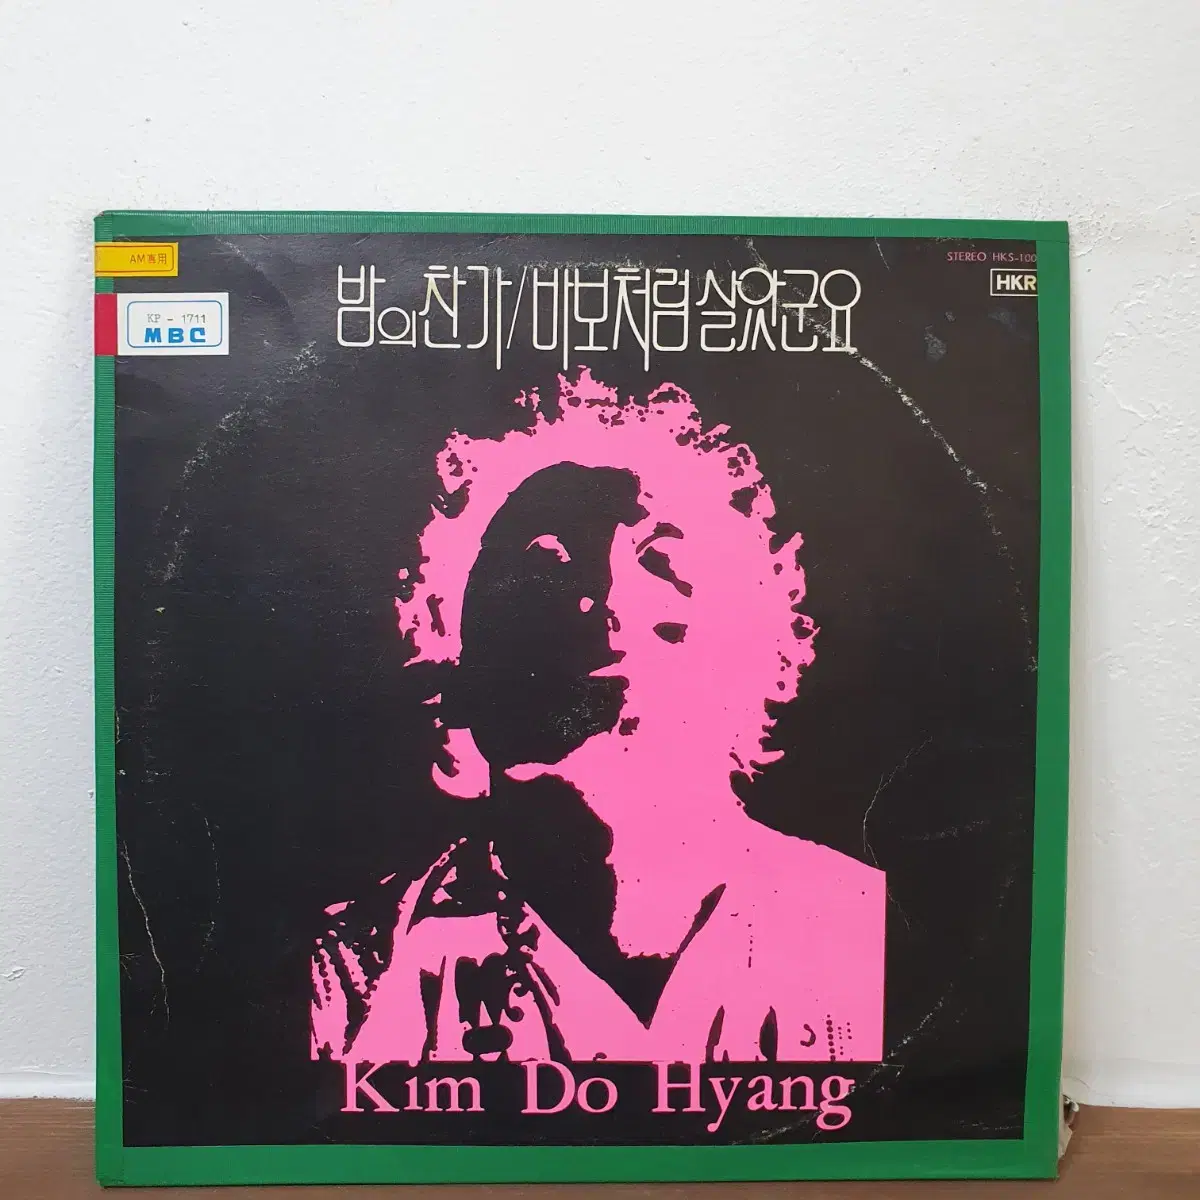 AM専用
KP - 1711
MBC
STEREO HKS-100
HKR
밤의찬가/바보처럼살았군요
Kim Do Hyang